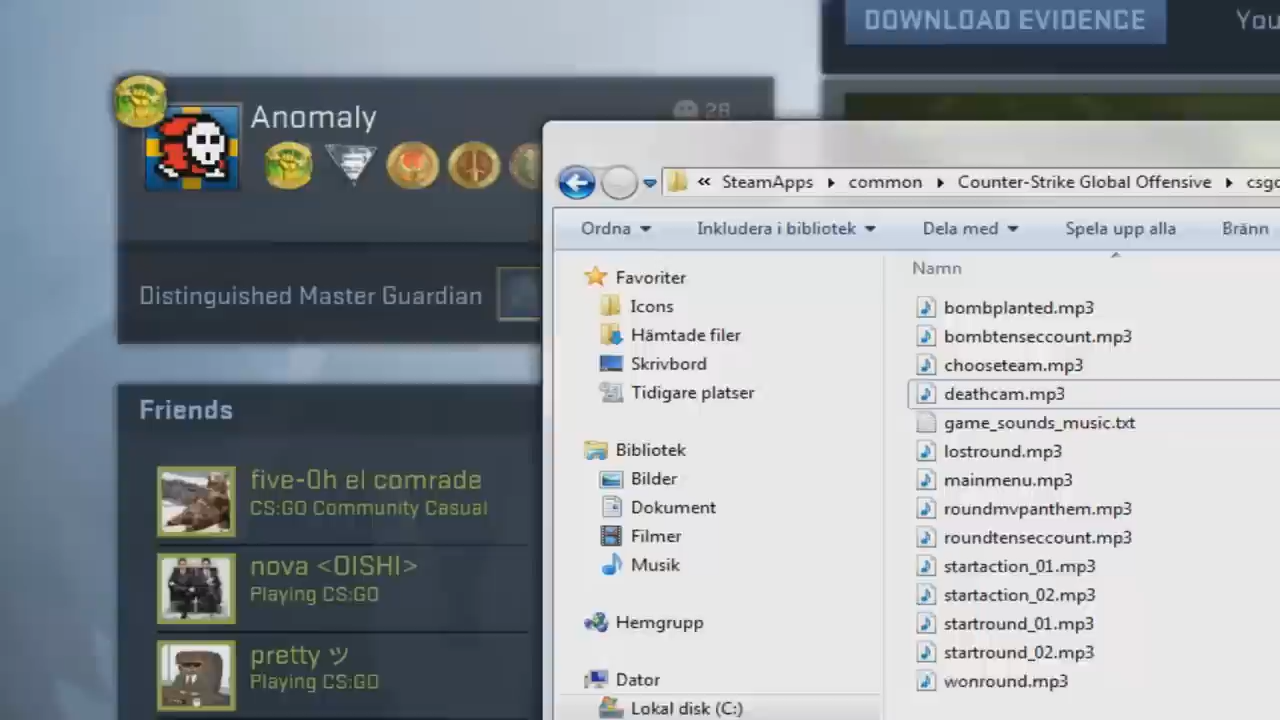 DOWNLOAD EVIDENCE
You
Anomaly
28
Distinguished Master Guardian
Friends
five-0h el comrade
CS:GO Community Casual
nova <OISHI>
Playing CS:GO
pretty ツ
Playing CS:GO
« SteamApps common Counter-Strike Global Offensive csgo
Ordna Inkludera i bibliotek Dela med Spela upp alla Bränn
Favoriter
Icons
Hämtade filer
Skrivbord
Tidigare platser
Bibliotek
Bilder
Dokument
Filmer
Musik
Hemgrupp
Dator
Lokal disk (C:)
Namn
bombplanted.mp3
bombtenseccount.mp3
chooseteam.mp3
deathcam.mp3
game_sounds_music.txt
lostround.mp3
mainmenu.mp3
roundmvpanthem.mp3
roundtenseccount.mp3
startaction_01.mp3
startaction_02.mp3
startround_01.mp3
startround_02.mp3
wonround.mp3